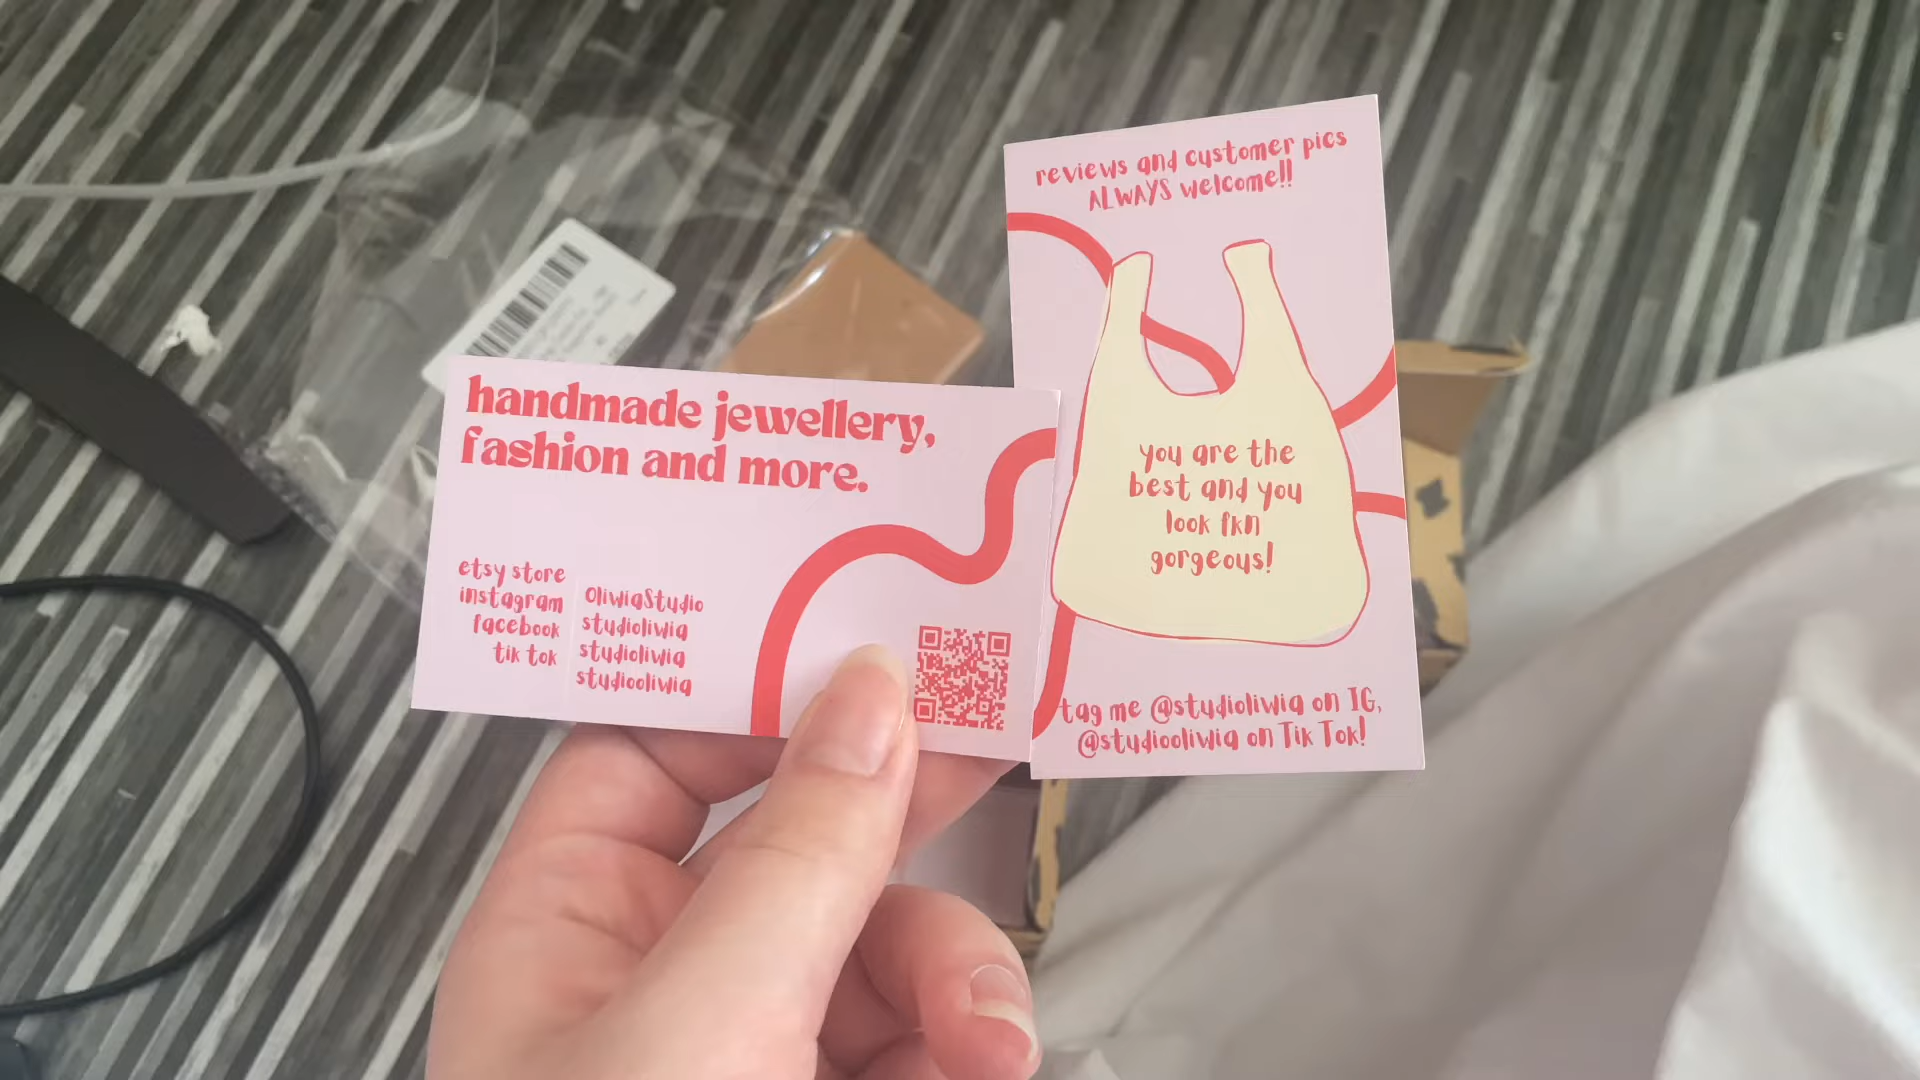 handmade jewellery,
fashion and more.
etsy store
instagram
facebook
tik tok
OliwiaStudio
studioliwia
studioliwia
studiooliwia
reviews and customer pics
ALWAYS welcome!!
you are the
best and you
look fkn
gorgeous!
tag me @studioliwia on IG,
@studiooliwia on Tik Tok!